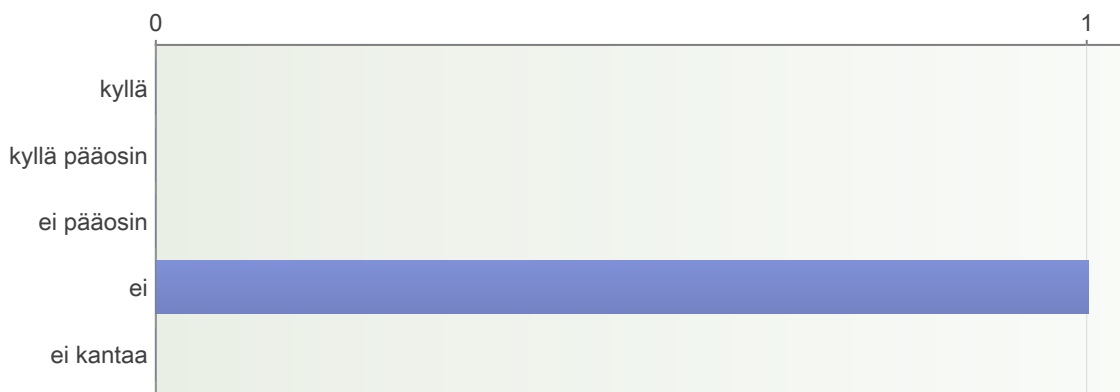 0 1
kyllä
kyllä pääosin
ei pääosin
ei
ei kantaa